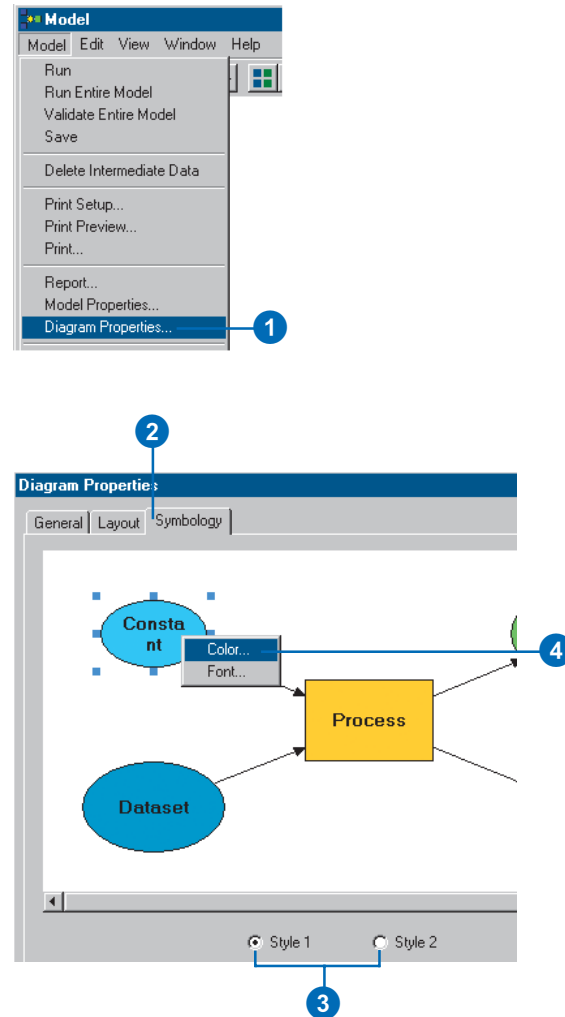 Model
Model Edit View Window Help
Run
Run Entire Model
Validate Entire Model
Save
Delete Intermediate Data
Print Setup...
Print Preview...
Print...
Report...
Model Properties...
Diagram Properties...
1
2
Diagram Properties
General Layout Symbology
Consta
nt
Color...
4
Font...
Process
Dataset
Style 1 Style 2
3